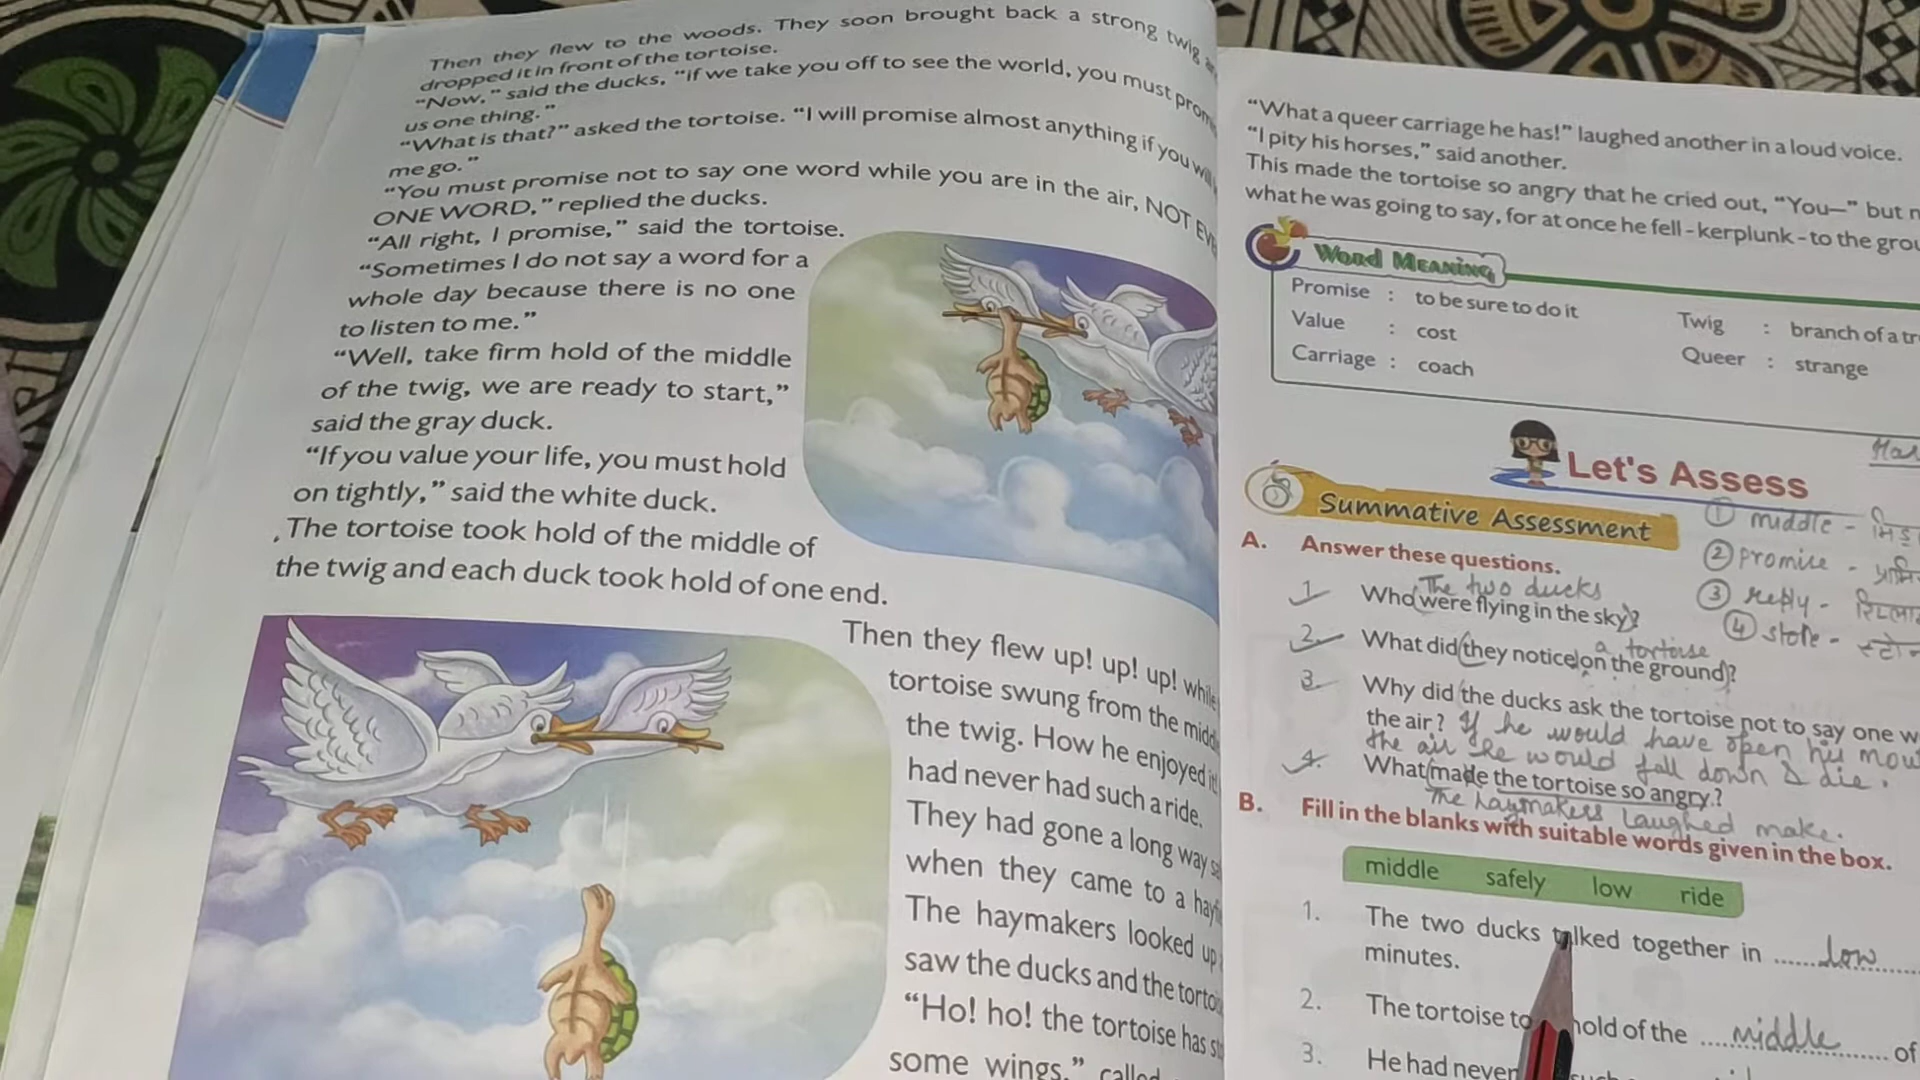 Then they flew to the woods. They soon brought back a strong twig
dropped it in front of the tortoise.
“Now,” said the ducks, “if we take you off to see the world, you must
us one thing.”
“What is that?” asked the tortoise. “I will promise almost anything if you will
me go.”
“You must promise not to say one word while you are in the air, NOT
ONE WORD,” replied the ducks.
“All right, I promise,” said the tortoise.
“Sometimes I do not say a word for a
whole day because there is no one
to listen to me.”
“Well, take firm hold of the middle
of the twig, we are ready to start,”
said the gray duck.
“If you value your life, you must hold
on tightly,” said the white duck.
The tortoise took hold of the middle of
the twig and each duck took hold of one end.
Then they flew up! up! up! while
tortoise swung from the
the twig. How he enjoyed
had never had such a ride.
They had gone a long way
when they came to a
The haymakers looked up
saw the ducks and the
“Ho! ho! the tortoise has
some wings,” called
“What a queer carriage he has!” laughed another in a loud voice.
“I pity his horses,” said another.
This made the tortoise so angry that he cried out, “You—” but
what he was going to say, for at once he fell - kerplunk - to the
Word Meaning
Promise : to be sure to do it
Value : cost
Carriage : coach
Twig : branch of a
Queer : strange
Let's Assess
Summative Assessment
① middle -
② promise -
③ reply -
④ stole -
A. Answer these questions.
The two ducks
1. Who were flying in the sky?
a tortoise
2. What did they notice on the ground?
3. Why did the ducks ask the tortoise not to say one
the air? If he would have open his
the air he would fall down & die.
4. What made the tortoise so angry?
The haymakers laughed make.
B. Fill in the blanks with suitable words given in the box.
middle safely low ride
1. The two ducks talked together in ...... low ......
minutes.
2. The tortoise hold of the ...... middle ...... of
3. He had never